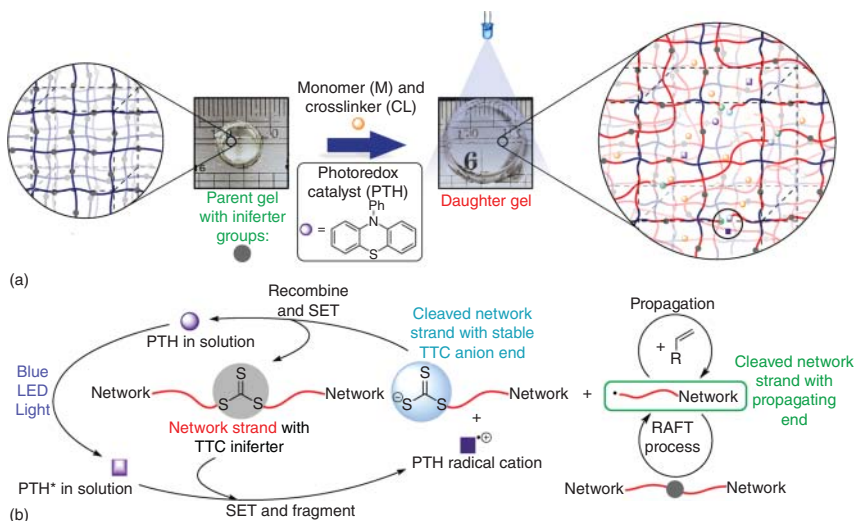 Monomer (M) and
crosslinker (CL)
Photoredox
catalyst (PTH)
Ph
N
S
=
Parent gel
with iniferter
groups:
6
Daughter gel
(a)
Recombine
and SET
PTH in solution
Blue
LED
Light
Network
S
S
S
Network
Network strand with
TTC iniferter
Cleaved network
strand with stable
TTC anion end
S
⊖S
S
Network
+
•⊕
PTH radical cation
PTH* in solution
SET and fragment
+
Propagation
+
R
Cleaved network
strand with
propagating
end
• Network
RAFT
process
Network
Network
(b)